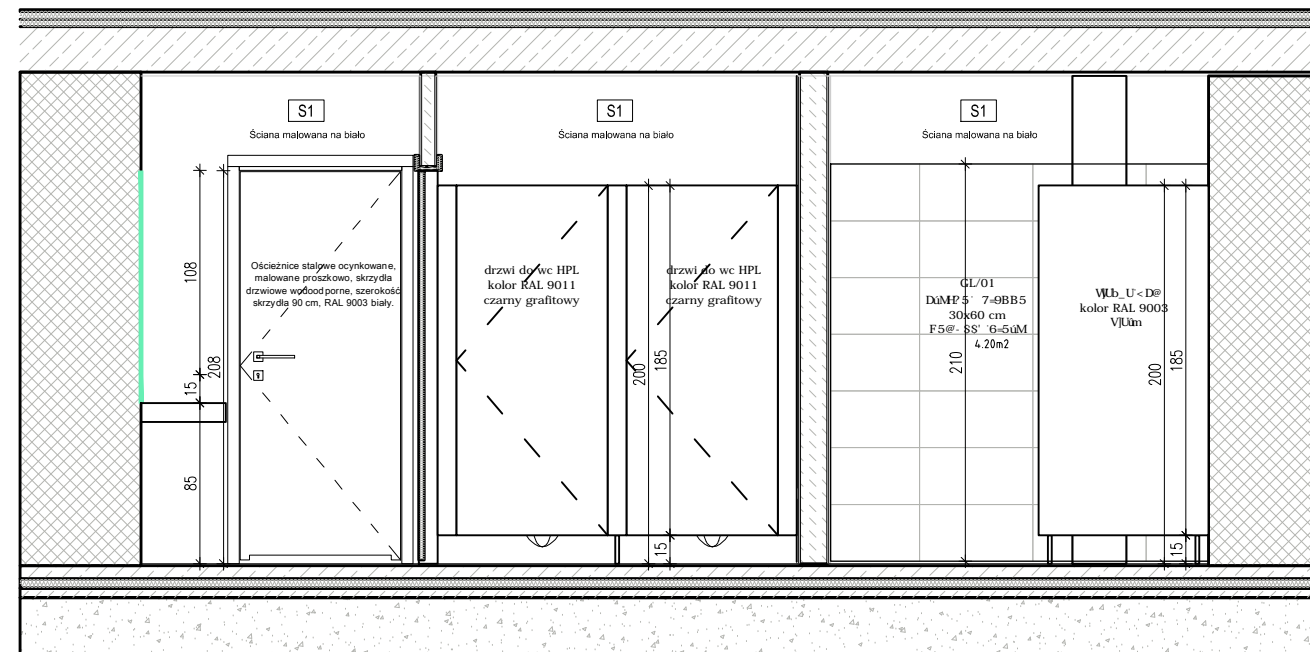 S1
Ściana malowana na biało
S1
Ściana malowana na biało
S1
Ściana malowana na biało
Ościeżnice stalowe ocynkowane,
malowane proszkowo, skrzydła
drzwiowe wodoodporne, szerokość
skrzydła 90 cm, RAL 9003 biały.
108
208
15
85
drzwi do wc HPL
kolor RAL 9011
czarny grafitowy
drzwi do wc HPL
kolor RAL 9011
czarny grafitowy
200
185
15
GL/01
30x60 cm
4.20m2
210
kolor RAL 9003
200
185
15